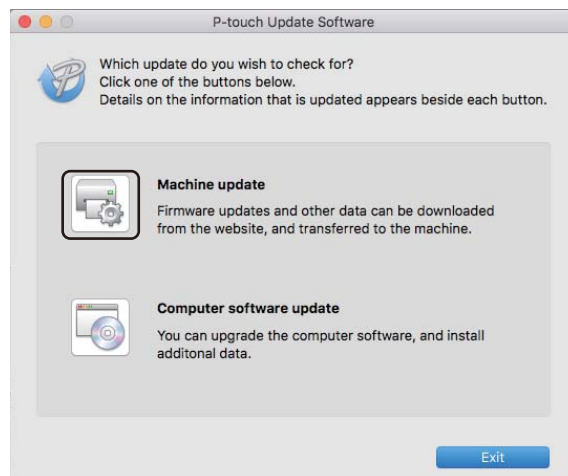 P-touch Update Software
Which update do you wish to check for?
Click one of the buttons below.
Details on the information that is updated appears beside each button.
Machine update
Firmware updates and other data can be downloaded
from the website, and transferred to the machine.
Computer software update
You can upgrade the computer software, and install
additonal data.
Exit